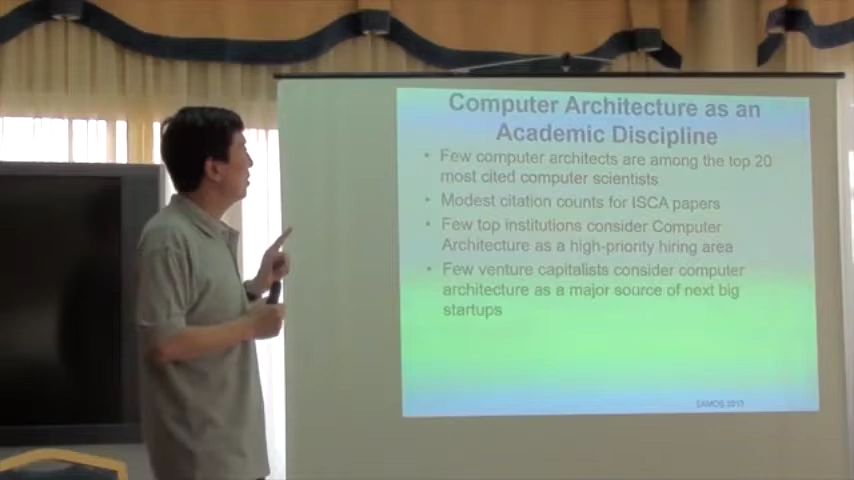 Computer Architecture as an
Academic Discipline
• Few computer architects are among the top 20
most cited computer scientists
• Modest citation counts for ISCA papers
• Few top institutions consider Computer
Architecture as a high-priority hiring area
• Few venture capitalists consider computer
architecture as a major source of next big
startups